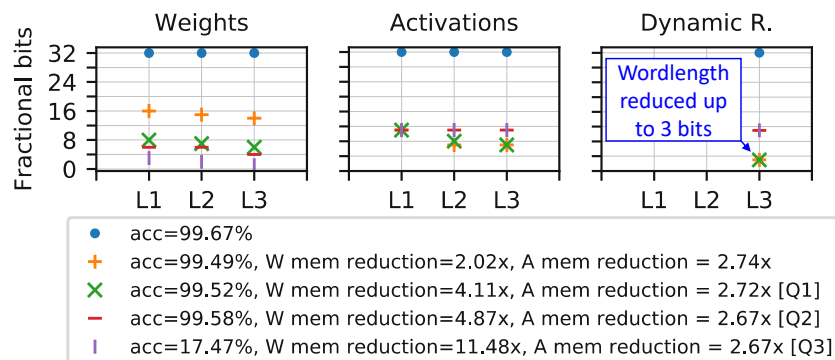 Weights Activations Dynamic R.
Fractional bits
32
24
16
8
0
Wordlength
reduced up
to 3 bits
L1 L2 L3 L1 L2 L3 L1 L2 L3
acc=99.67%
acc=99.49%, W mem reduction=2.02x, A mem reduction = 2.74x
acc=99.52%, W mem reduction=4.11x, A mem reduction = 2.72x [Q1]
acc=99.58%, W mem reduction=4.87x, A mem reduction = 2.67x [Q2]
acc=17.47%, W mem reduction=11.48x, A mem reduction = 2.67x [Q3]